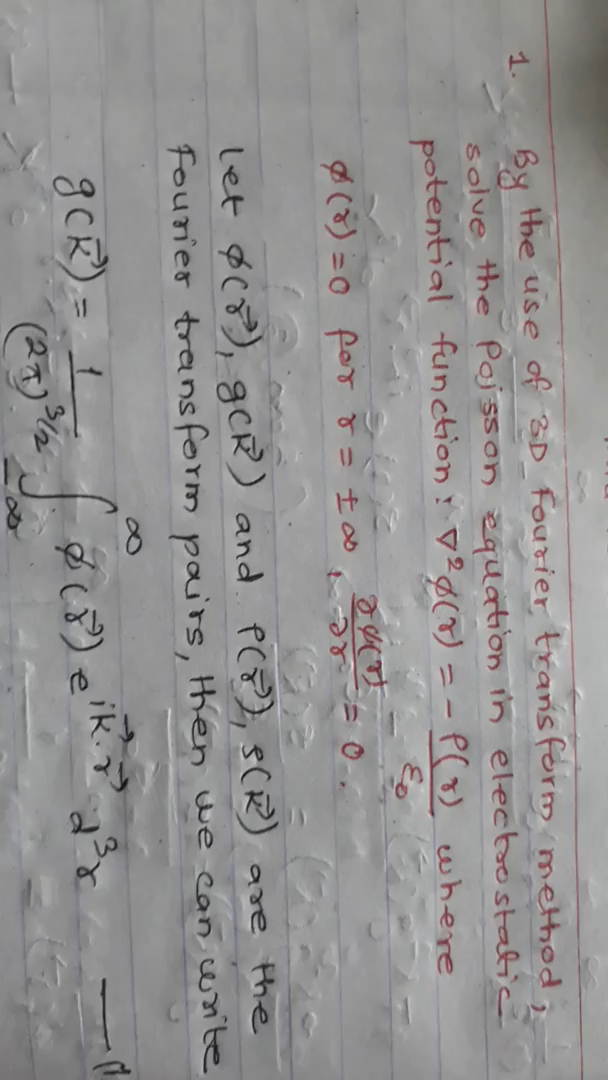 1. By the use of 3D Fourier transform method,
solve the Poisson equation in electrostatic
potential function: ∇²φ(r) = - ρ(r)/ε₀ where
φ(r) = 0 for r = ±∞, ∂φ(r)/∂r = 0.
Let φ(r⃗), g(k⃗) and ρ(r⃗), s(k⃗) are the
Fourier transform pairs, then we can write
g(k⃗) = 1/(2π)^3/2 ∫_-∞^∞ φ(r⃗) e^ik⃗·r⃗ d³r — (1